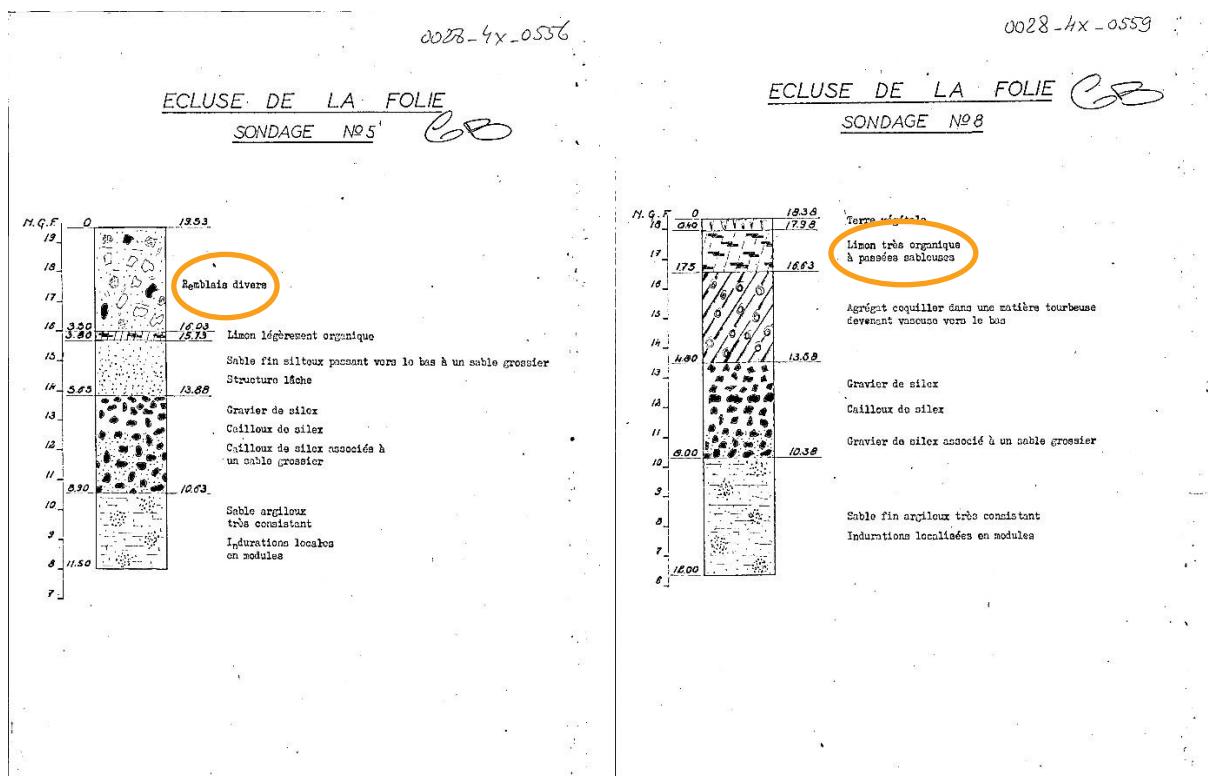 0028-4x-0556
ECLUSE DE LA FOLIE
SONDAGE Nº5
M.G.F.
0 19.53
19
18
Remblais divers
17
16 3.50 16.03
3.80 15.73
Limon légèrement organique
15
Sable fin silteux passant vers le bas à un sable grossier
Structure lâche
14 5.65 13.88
Gravier de silex
13
Cailloux de silex
12
Cailloux de silex associés à
un sable grossier
11
8.90 10.63
10
Sable argileux
très consistant
9
Indurations locales
en modules
8 11.50
7
0028-4x-0559
ECLUSE DE LA FOLIE
SONDAGE Nº8
M.G.F.
0 18.38
Terre végétale
18 0.40 17.98
Limon très organique
à passées sableuses
17
1.75 16.63
16
Agrégat coquiller dans une matière tourbeuse
devenant vaseuse vers le bas
15
14
4.80 13.58
13
Gravier de silex
12
Cailloux de silex
11
Gravier de silex associé à un sable grossier
8.00 10.38
10
9
Sable fin argileux très consistant
8
Indurations localisées en modules
7
12.00
6